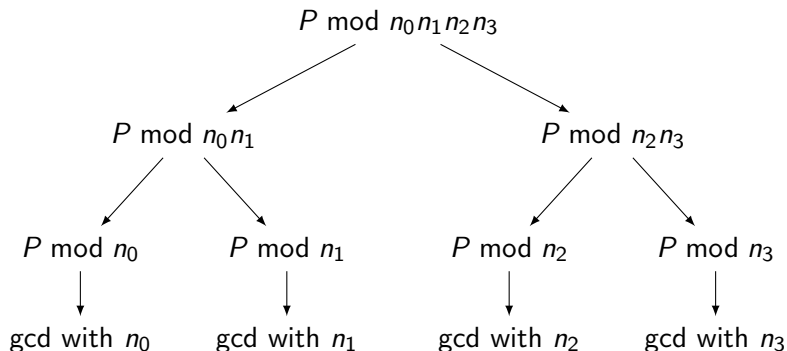 P mod n₀n₁n₂n₃
P mod n₀n₁ P mod n₂n₃
P mod n₀ P mod n₁ P mod n₂ P mod n₃
gcd with n₀ gcd with n₁ gcd with n₂ gcd with n₃